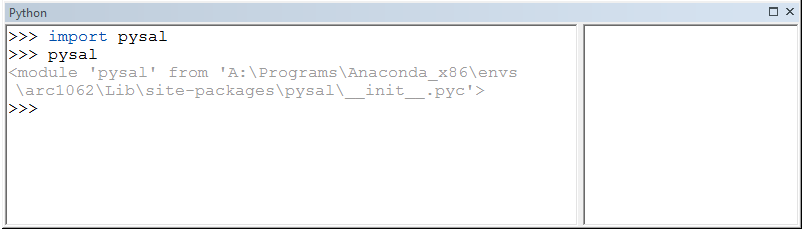 Python
>>> import pysal
>>> pysal
<module 'pysal' from 'A:\Programs\Anaconda_x86\envs
\arc1062\Lib\site-packages\pysal\__init__.pyc'>
>>>